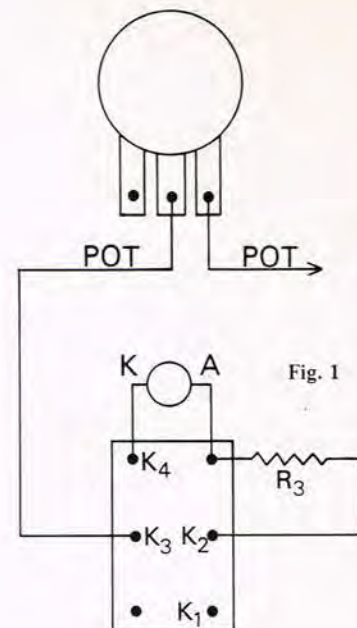 POT POT
K A
Fig. 1
K₄
R₃
K₃ K₂
K₁